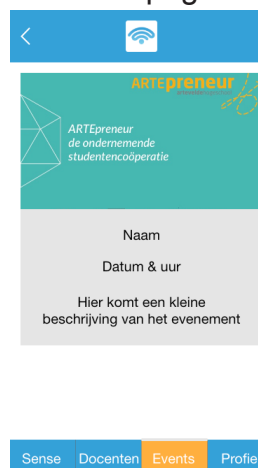 ARTEpreneur
ARTEpreneur
de ondernemende
studentencoöperatie
Naam
Datum & uur
Hier komt een kleine
beschrijving van het evenement
Sense Docenten Events Profie